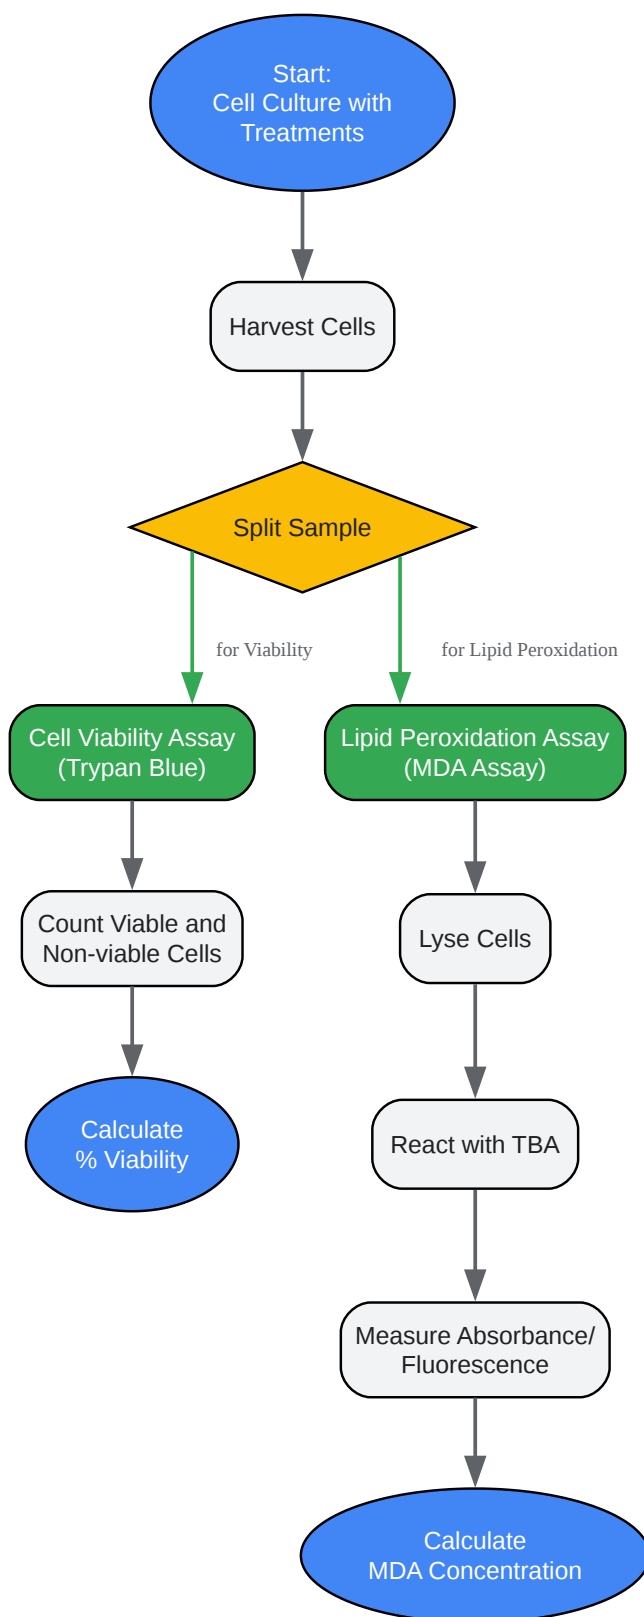 Start:
Cell Culture with
Treatments
Harvest Cells
Split Sample
for Viability
for Lipid Peroxidation
Cell Viability Assay
(Trypan Blue)
Lipid Peroxidation Assay
(MDA Assay)
Count Viable and
Non-viable Cells
Lyse Cells
Calculate
% Viability
React with TBA
Measure Absorbance/
Fluorescence
Calculate
MDA Concentration